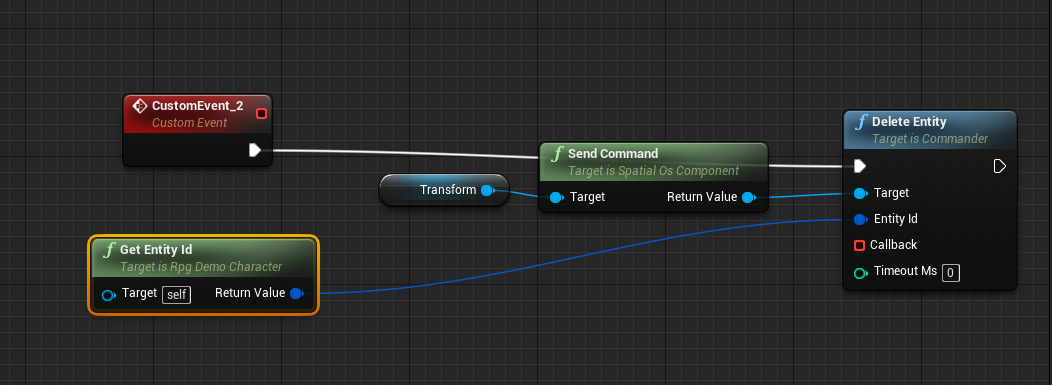 CustomEvent_2
Custom Event
Transform
f Send Command
Target is Spatial Os Component
Target Return Value
f Delete Entity
Target is Commander
Target
Entity Id
Callback
Timeout Ms 0
f Get Entity Id
Target is Rpg Demo Character
Target self Return Value